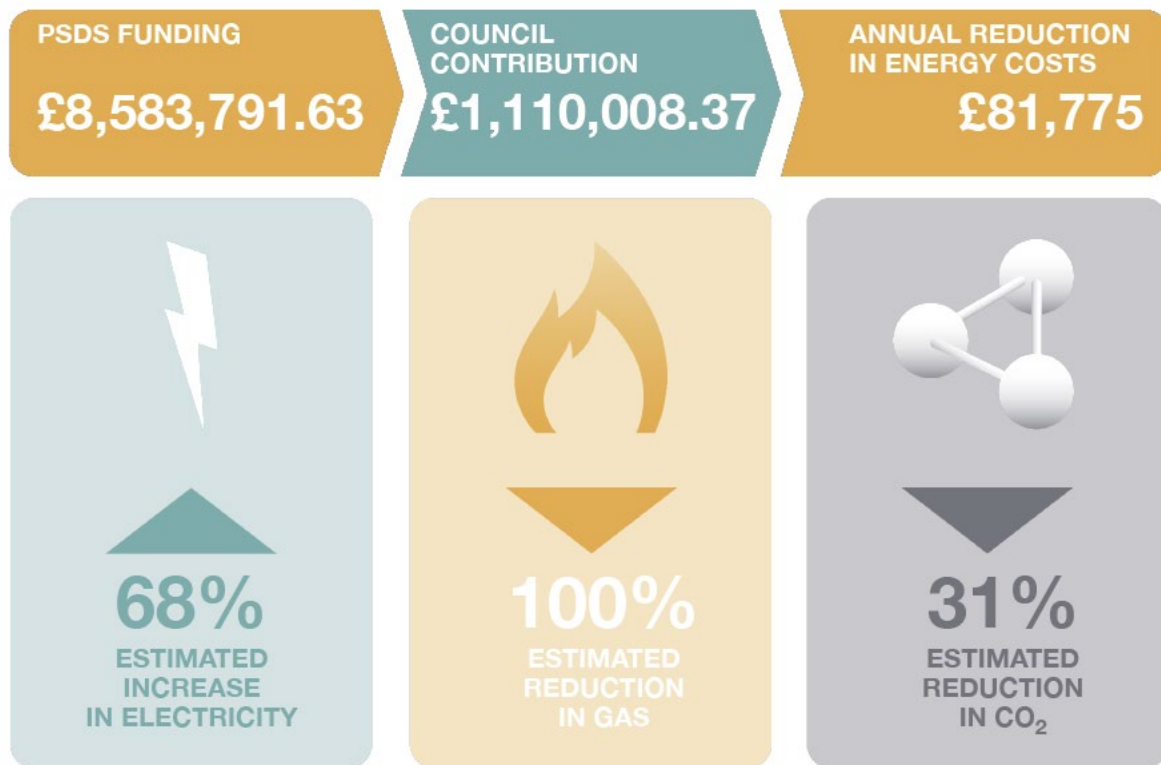 PSDS FUNDING
£8,583,791.63
COUNCIL
CONTRIBUTION
£1,110,008.37
ANNUAL REDUCTION
IN ENERGY COSTS
£81,775
68%
ESTIMATED
INCREASE
IN ELECTRICITY
100%
ESTIMATED
REDUCTION
IN GAS
31%
ESTIMATED
REDUCTION
IN CO₂